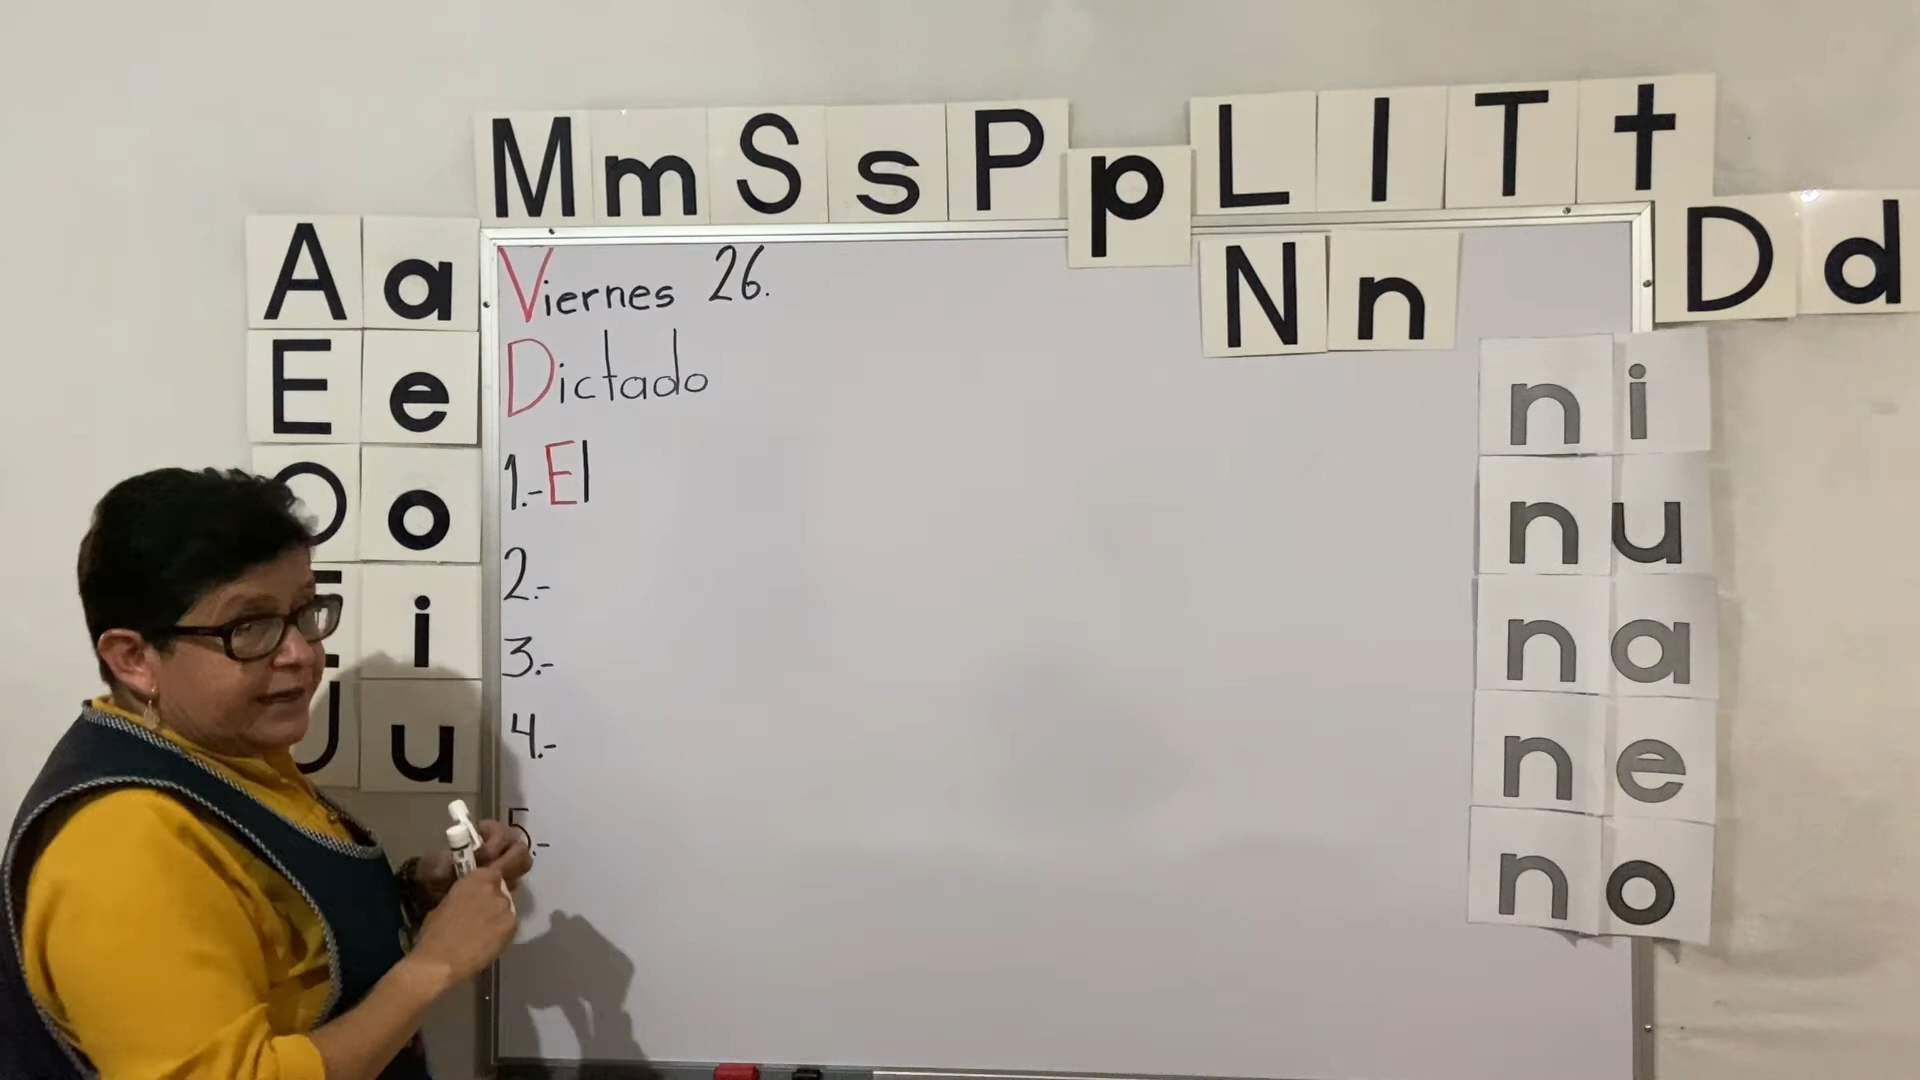 M m S s P p L l T t
D d
N n
A a
E e
O o
i
U u
Viernes 26.
Dictado
1.- El
2.-
3.-
4.-
5.-
ni
nu
na
ne
no